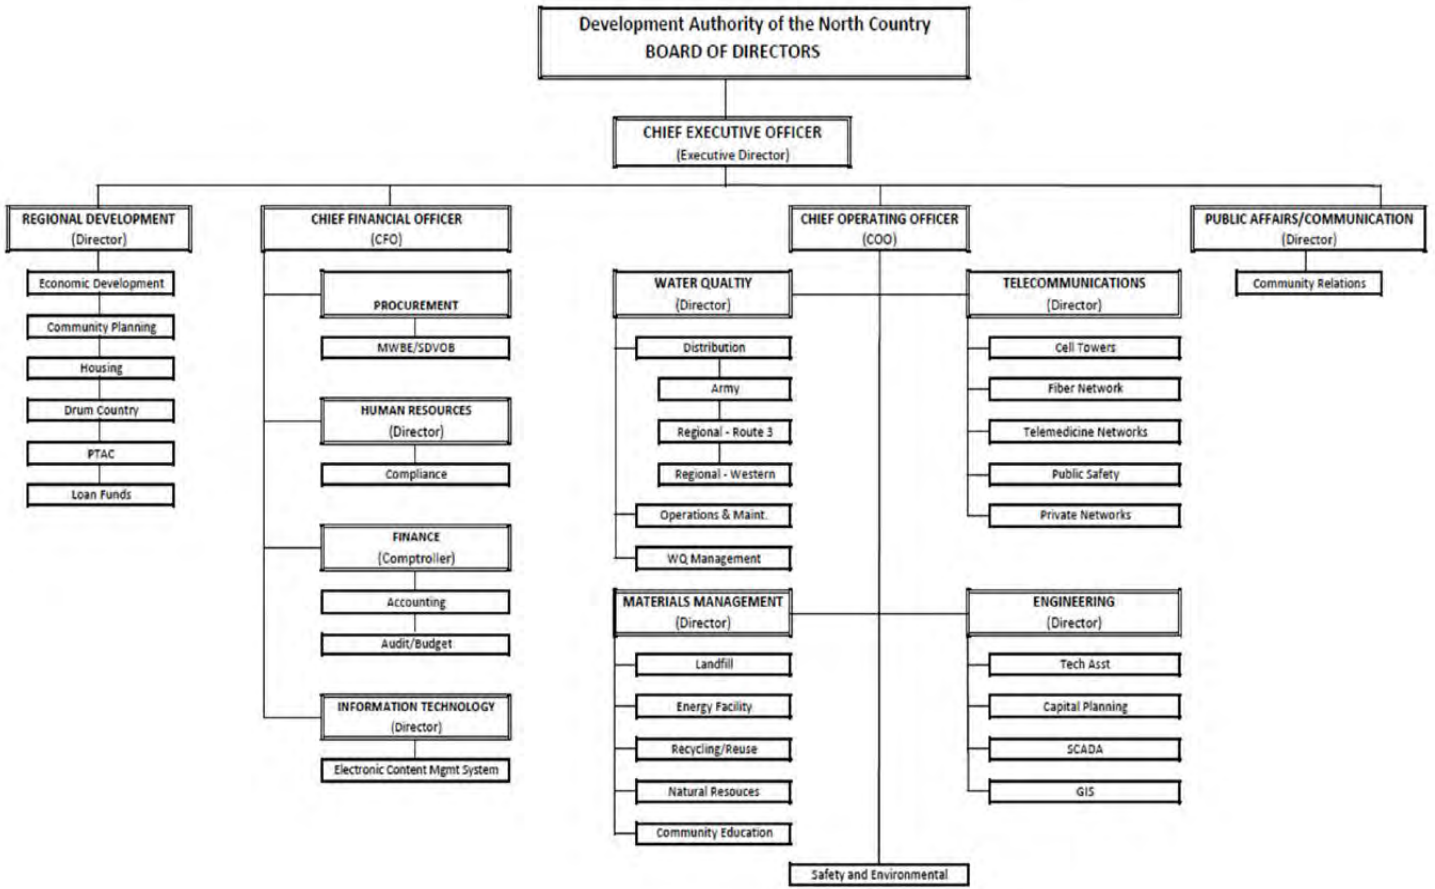 Development Authority of the North Country
BOARD OF DIRECTORS
CHIEF EXECUTIVE OFFICER
(Executive Director)
REGIONAL DEVELOPMENT
(Director)
Economic Development
Community Planning
Housing
Drum Country
PTAC
Loan Funds
CHIEF FINANCIAL OFFICER
(CFO)
PROCUREMENT
MWBE/SDVOB
HUMAN RESOURCES
(Director)
Compliance
FINANCE
(Comptroller)
Accounting
Audit/Budget
INFORMATION TECHNOLOGY
(Director)
Electronic Content Mgmt System
CHIEF OPERATING OFFICER
(COO)
WATER QUALTIY
(Director)
Distribution
Army
Regional - Route 3
Regional - Western
Operations & Maint.
WQ Management
TELECOMMUNICATIONS
(Director)
Cell Towers
Fiber Network
Telemedicine Networks
Public Safety
Private Networks
MATERIALS MANAGEMENT
(Director)
Landfill
Energy Facility
Recycling/Reuse
Natural Resouces
Community Education
ENGINEERING
(Director)
Tech Asst
Capital Planning
SCADA
GIS
Safety and Environmental
PUBLIC AFFAIRS/COMMUNICATION
(Director)
Community Relations